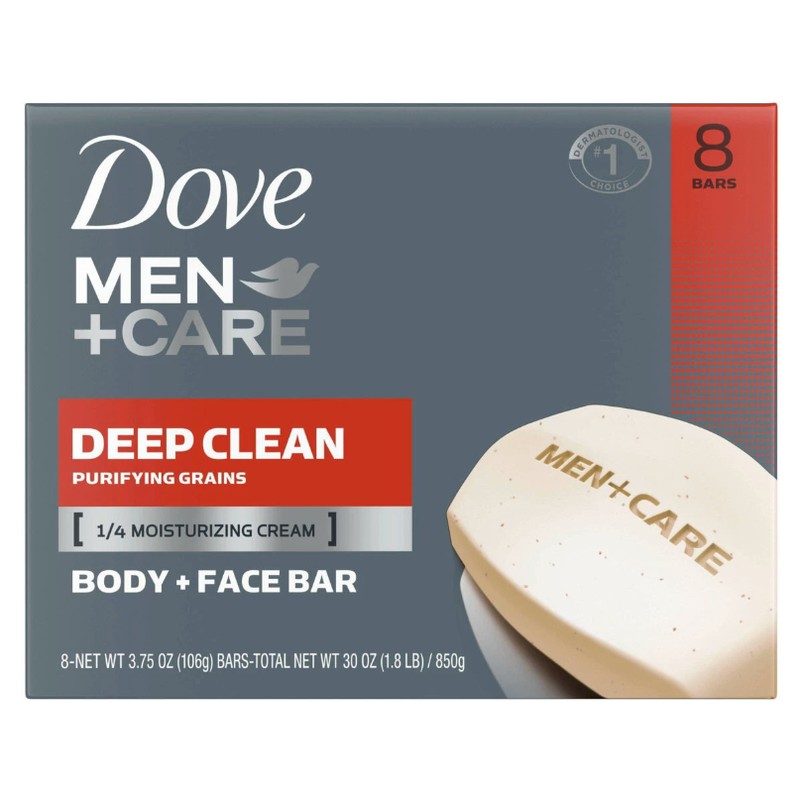 Dove
MEN
+CARE
DERMATOLOGIST
#1
CHOICE
8
BARS
DEEP CLEAN
PURIFYING GRAINS
[ 1/4 MOISTURIZING CREAM ]
BODY + FACE BAR
MEN+CARE
8-NET WT 3.75 OZ (106g) BARS-TOTAL NET WT 30 OZ (1.8 LB) / 850g